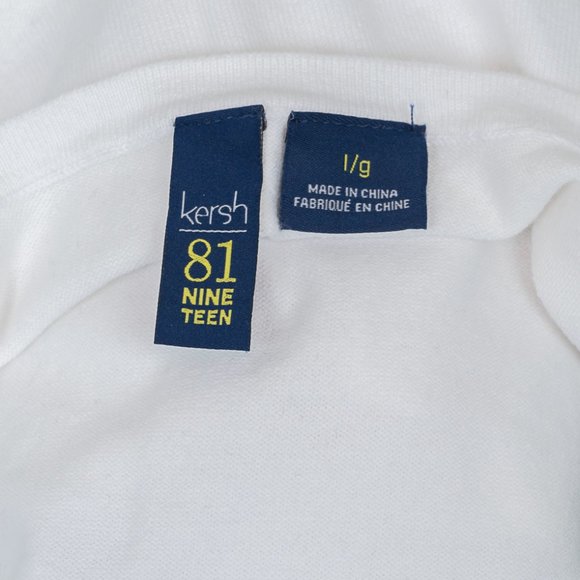 kersh
81
NINE
TEEN
l/g
MADE IN CHINA
FABRIQUÉ EN CHINE